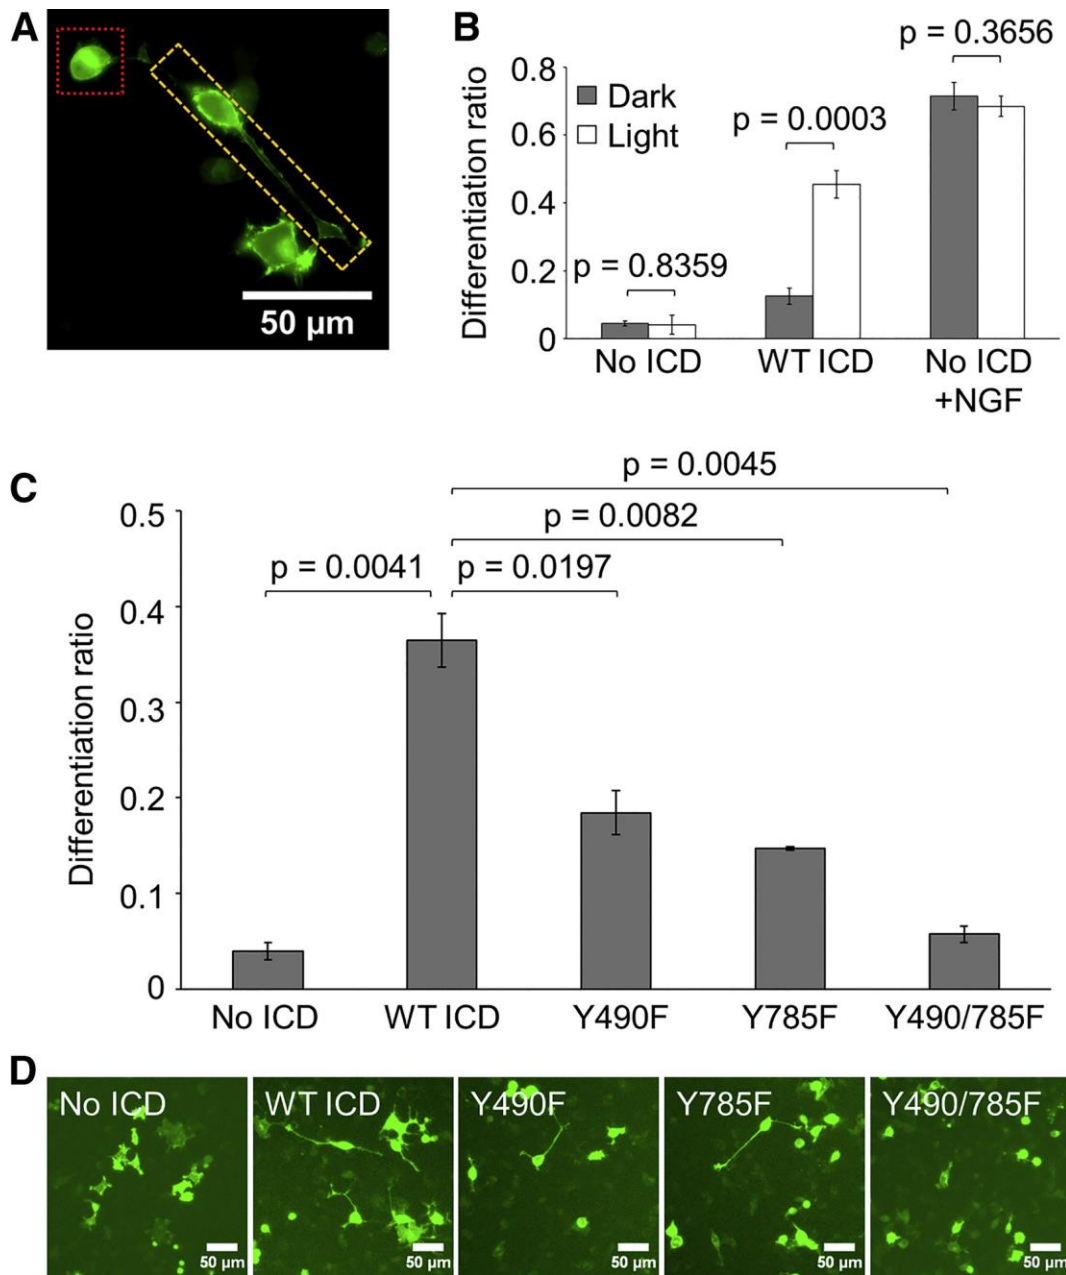 A
50 µm
B
p = 0.3656
0.8
Dark
Light
p = 0.0003
0.6
0.4
p = 0.8359
0.2
0
Differentiation ratio
No ICD
WT ICD
No ICD
+NGF
C
p = 0.0045
p = 0.0082
p = 0.0041
p = 0.0197
0.5
0.4
0.3
0.2
0.1
0
Differentiation ratio
No ICD
WT ICD
Y490F
Y785F
Y490/785F
D
No ICD
50 µm
WT ICD
50 µm
Y490F
50 µm
Y785F
50 µm
Y490/785F
50 µm